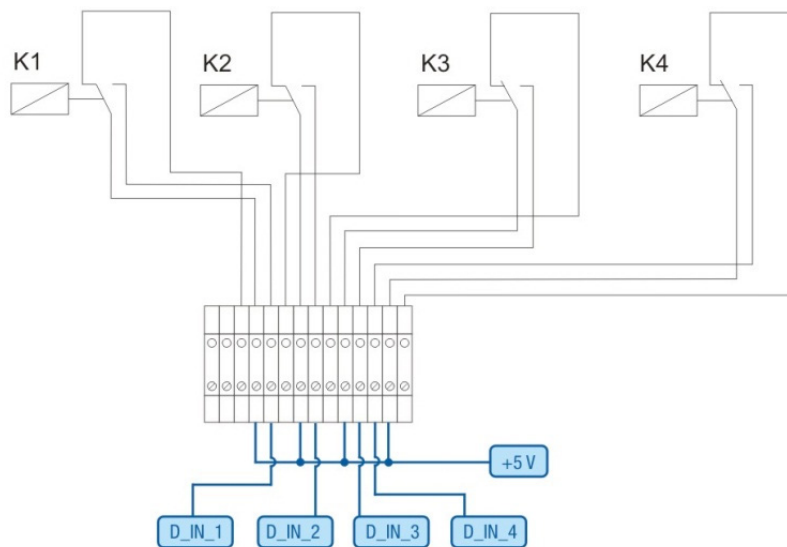 K1
K2
K3
K4
+5 V
D_IN_1
D_IN_2
D_IN_3
D_IN_4